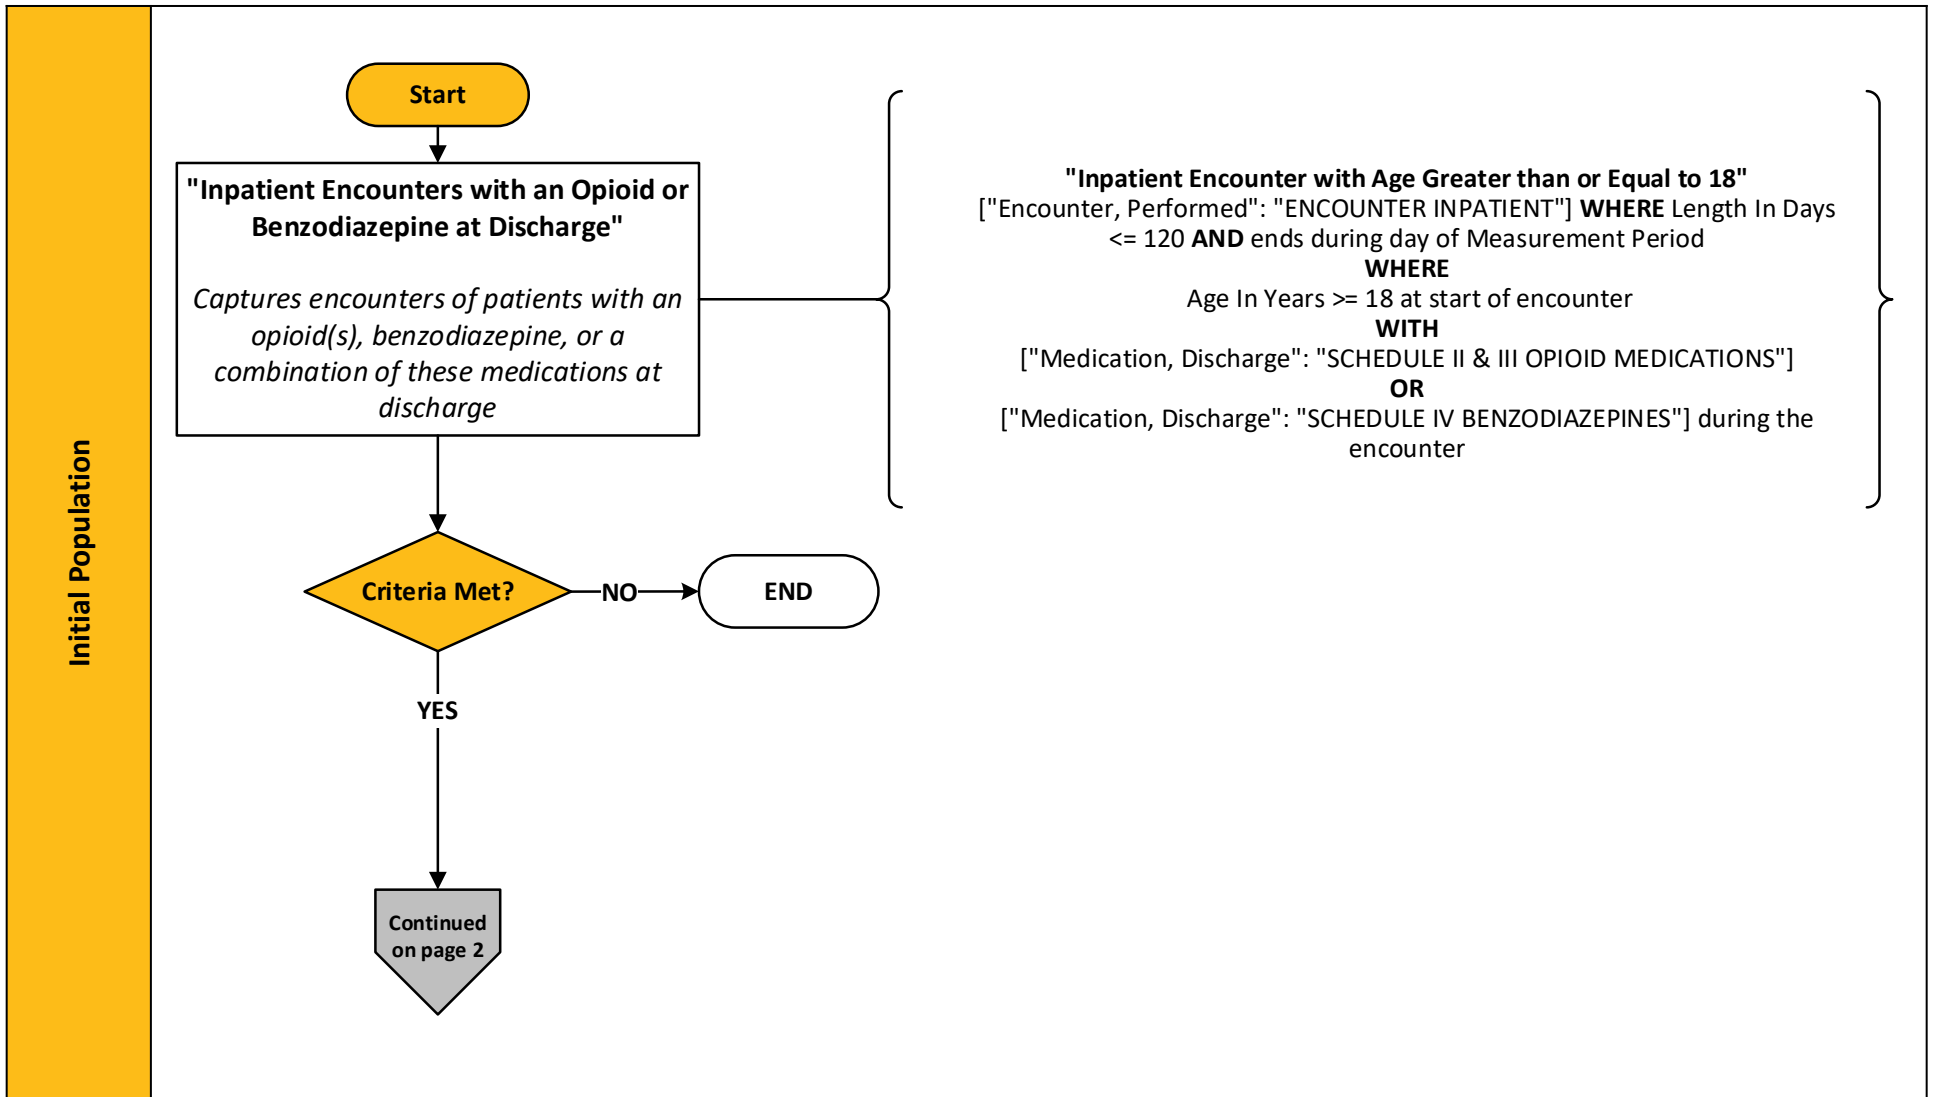 Initial Population
Start
"Inpatient Encounters with an Opioid or
Benzodiazepine at Discharge"
Captures encounters of patients with an
opioid(s), benzodiazepine, or a
combination of these medications at
discharge
"Inpatient Encounter with Age Greater than or Equal to 18"
["Encounter, Performed": "ENCOUNTER INPATIENT"] WHERE Length In Days
<= 120 AND ends during day of Measurement Period
WHERE
Age In Years >= 18 at start of encounter
WITH
["Medication, Discharge": "SCHEDULE II & III OPIOID MEDICATIONS"]
OR
["Medication, Discharge": "SCHEDULE IV BENZODIAZEPINES"] during the
encounter
Criteria Met?
NO
END
YES
Continued
on page 2